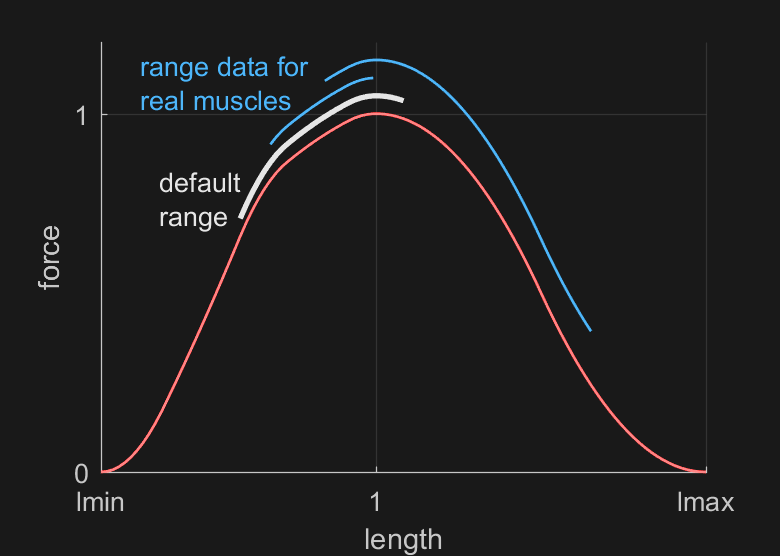 range data for
real muscles
1
default
range
force
0
lmin
1
lmax
length